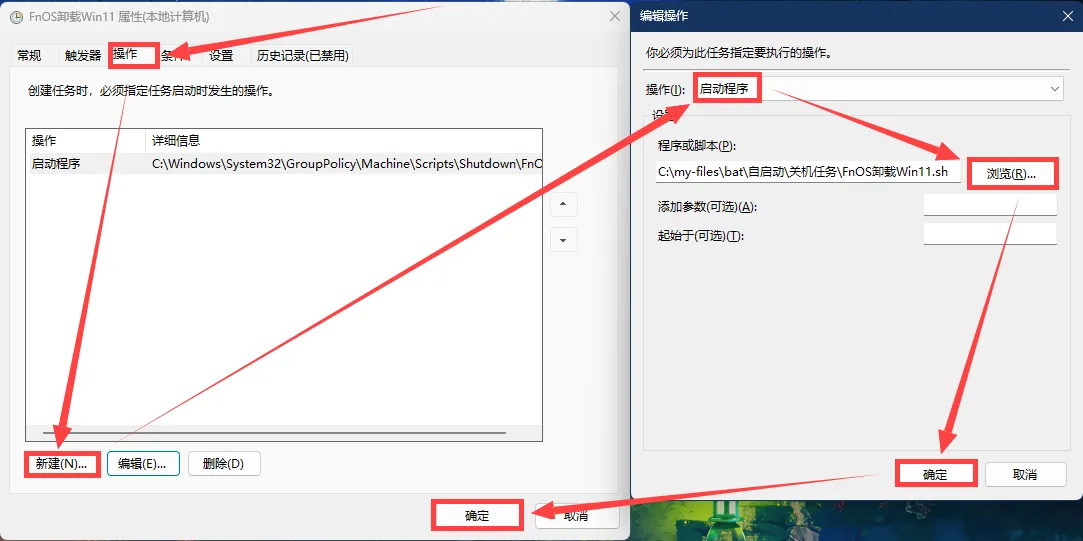 FnOS卸载Win11 属性(本地计算机)
常规 触发器 操作 条件 设置 历史记录(已禁用)
创建任务时，必须指定任务启动时发生的操作。
操作 详细信息
启动程序 C:\Windows\System32\GroupPolicy\Machine\Scripts\Shutdown\FnO
新建(N)... 编辑(E)... 删除(D)
确定 取消
编辑操作
你必须为此任务指定要执行的操作。
操作(I): 启动程序
设置
程序或脚本(P):
C:\my-files\bat\自启动\关机任务\FnOS卸载Win11.sh 浏览(R)...
添加参数(可选)(A):
起始于(可选)(T):
确定 取消